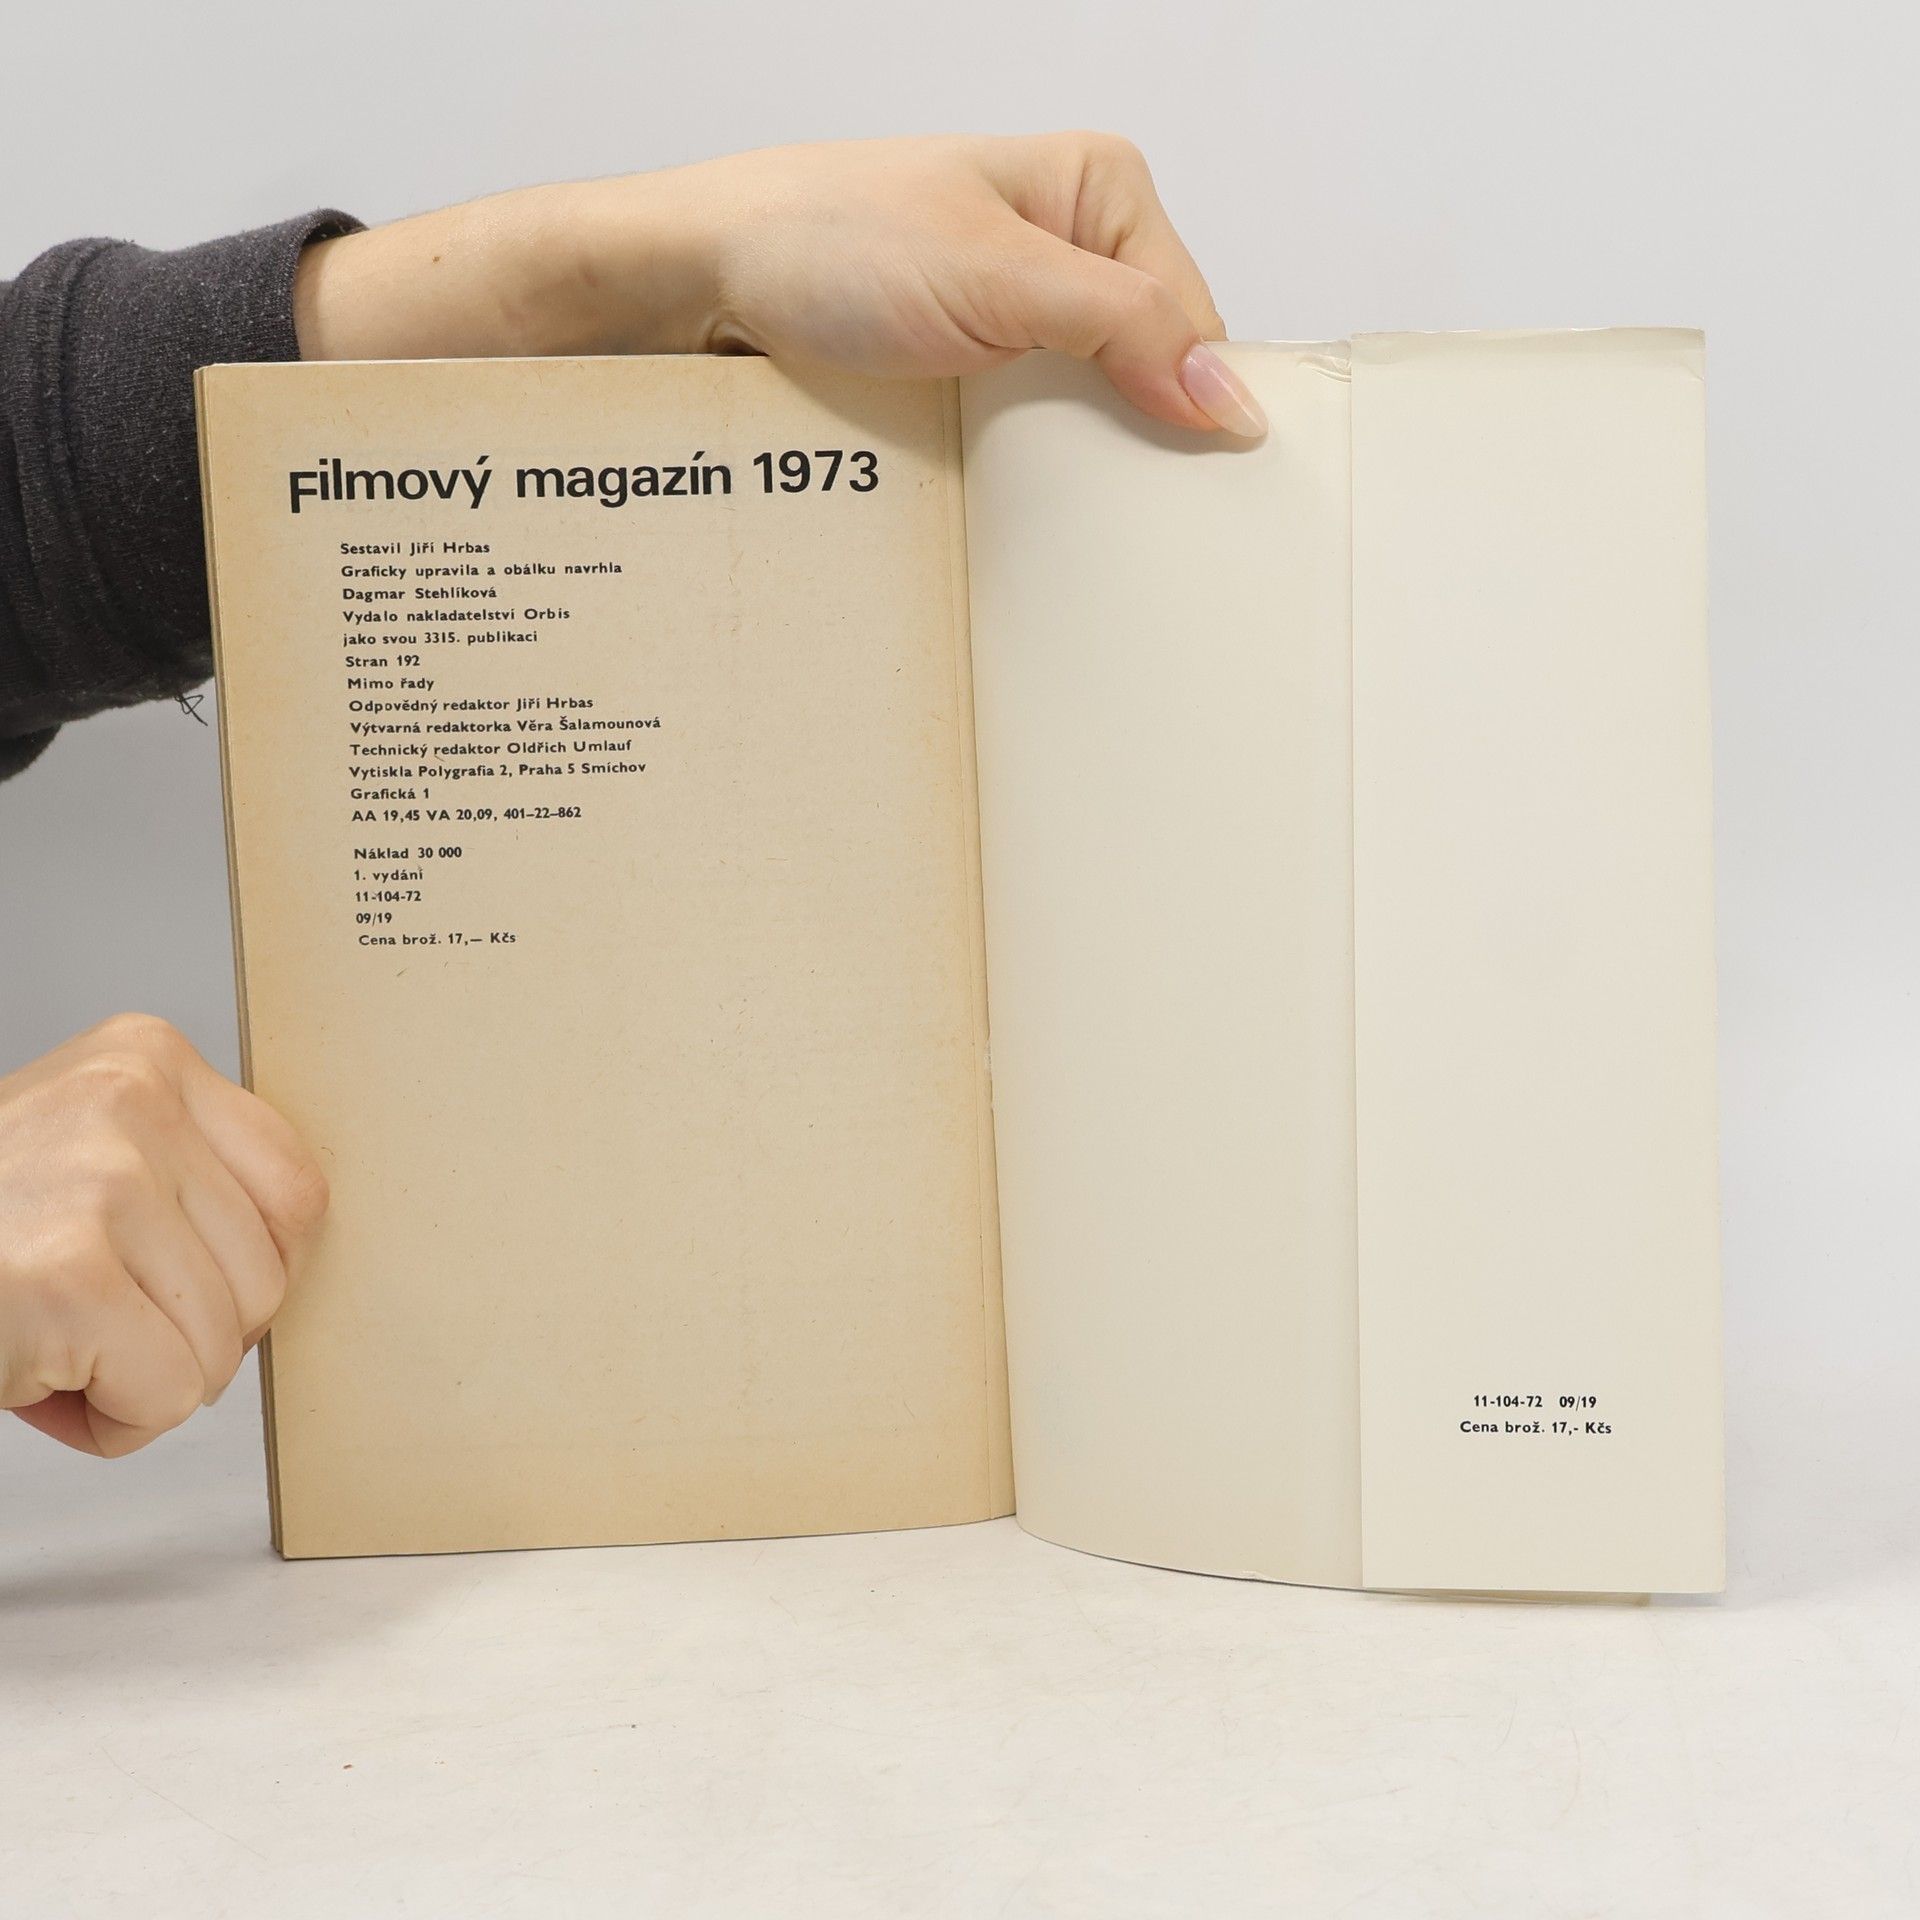 Filmový magazín 1973
Sestavil Jiří Hrbas
Graficky upravila a obálku navrhla
Dagmar Stehlíková
Vydalo nakladatelství Orbis
jako svou 3315. publikaci
Stran 192
Mimo řady
Odpovědný redaktor Jiří Hrbas
Výtvarná redaktorka Věra Šalamounová
Technický redaktor Oldřich Umlauf
Vytiskla Polygrafia 2, Praha 5 Smíchov
Grafická 1
AA 19,45 VA 20,09, 401–22–862
Náklad 30 000
1. vydání
11-104-72
09/19
Cena brož. 17,— Kčs
11-104-72 09/19
Cena brož. 17,- Kčs